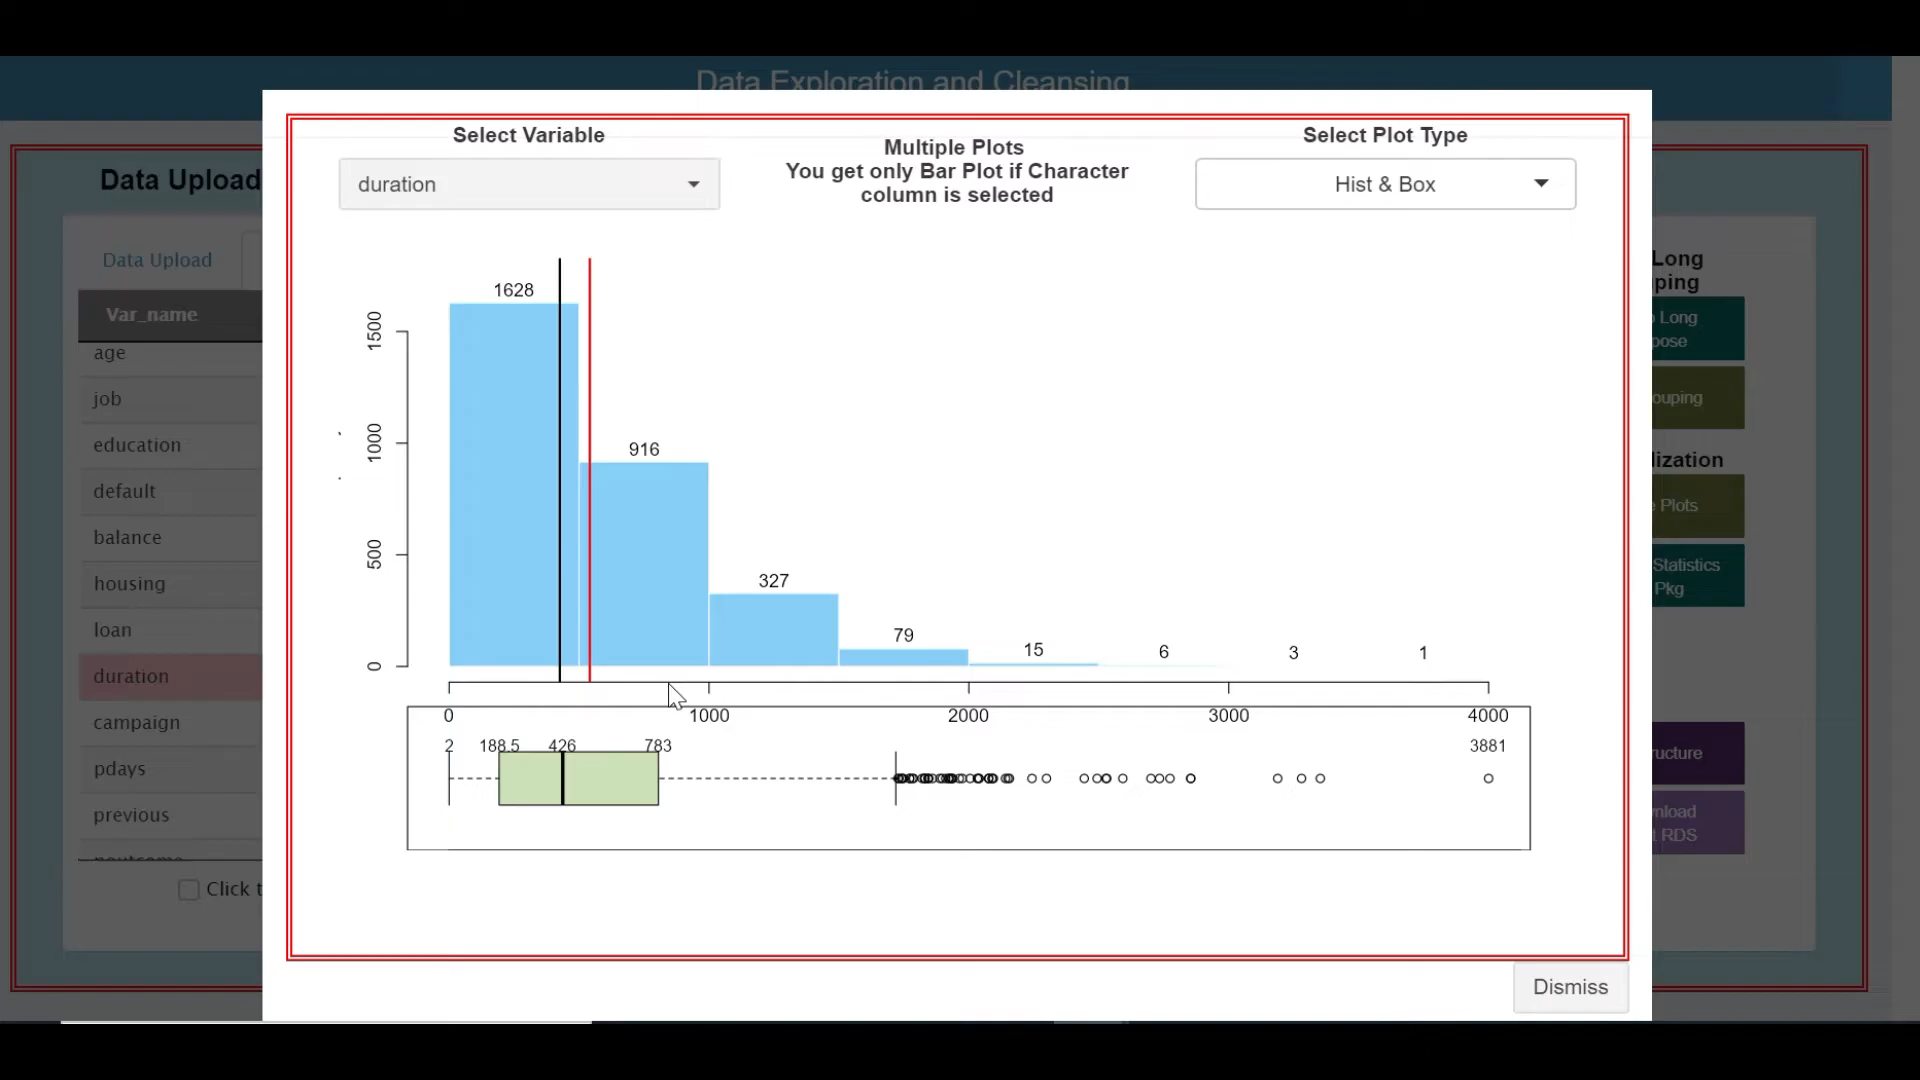 Data Exploration and Cleansing
Select Variable
duration
Multiple Plots
You get only Bar Plot if Character
column is selected
Select Plot Type
Hist & Box
Data Upload
Data Upload
Var_name
age
job
education
default
balance
housing
loan
duration
campaign
pdays
previous
poutcome
Click t
1628
916
327
79
15
6
3
1
1500
1000
500
0
0
1000
2000
3000
4000
2
188.5
426
783
3881
Long
ping
Long
pose
ouping
lization
Plots
Statistics
Pkg
ucture
nload
RDS
Dismiss